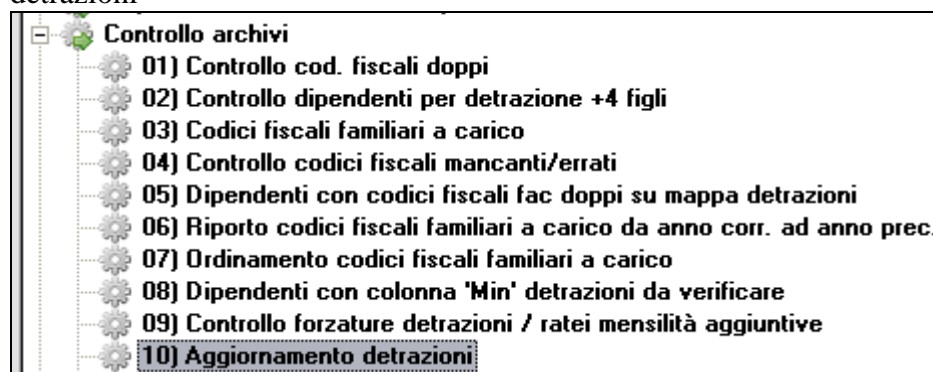 detrazioni
Controllo archivi
01) Controllo cod. fiscali doppi
02) Controllo dipendenti per detrazione +4 figli
03) Codici fiscali familiari a carico
04) Controllo codici fiscali mancanti/errati
05) Dipendenti con codici fiscali fac doppi su mappa detrazioni
06) Riporto codici fiscali familiari a carico da anno corr. ad anno prec.
07) Ordinamento codici fiscali familiari a carico
08) Dipendenti con colonna 'Min' detrazioni da verificare
09) Controllo forzature detrazioni / ratei mensilità aggiuntive
10) Aggiornamento detrazioni